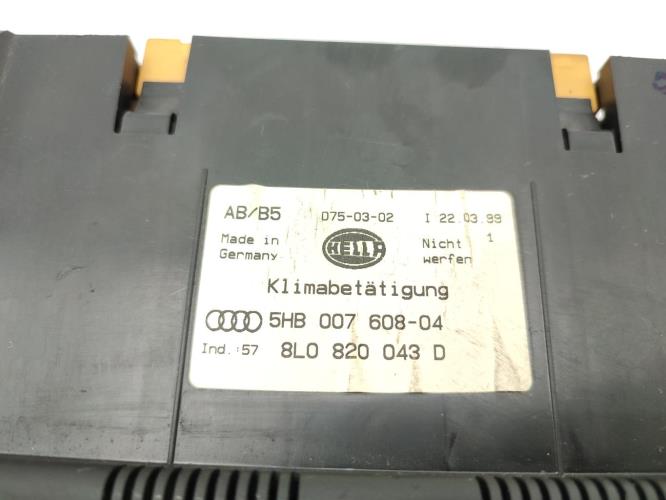 AB/B5 D75-03-02 I 22.03.99
Made in Germany
HELLA
Nicht werfen 1
Klimabetätigung
5HB 007 608-04
Ind.:57 8L0 820 043 D